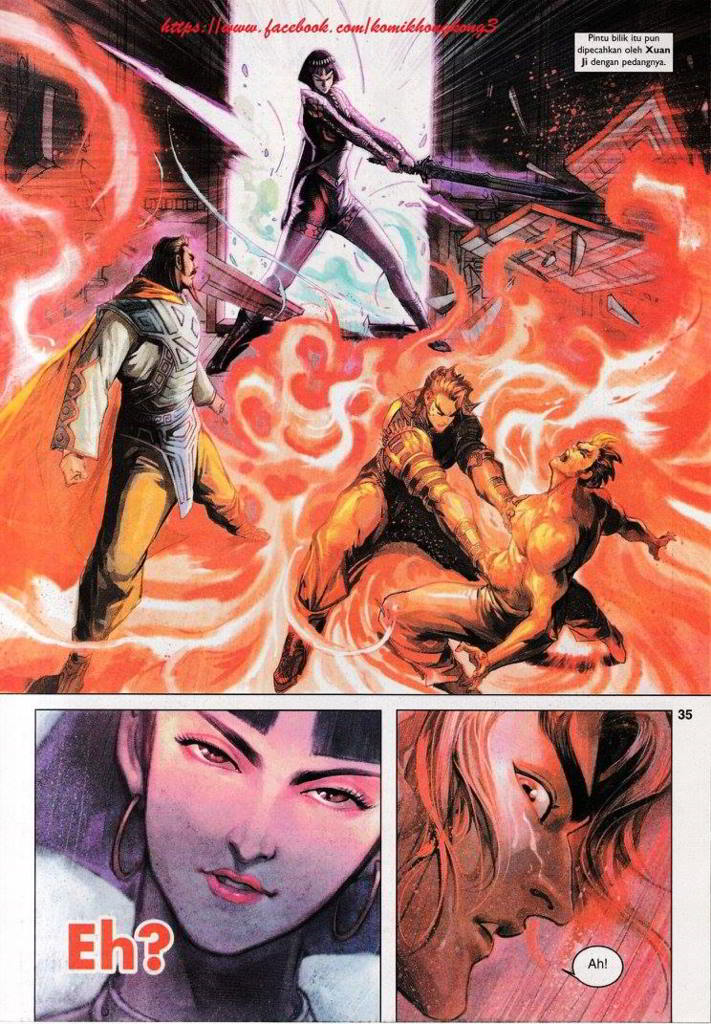 https://www.facebook.com/komikhongkong3
Pintu bilik itu pun
dipecahkan oleh Xuan
Ji dengan pedangnya.
35
Eh?
Ah!